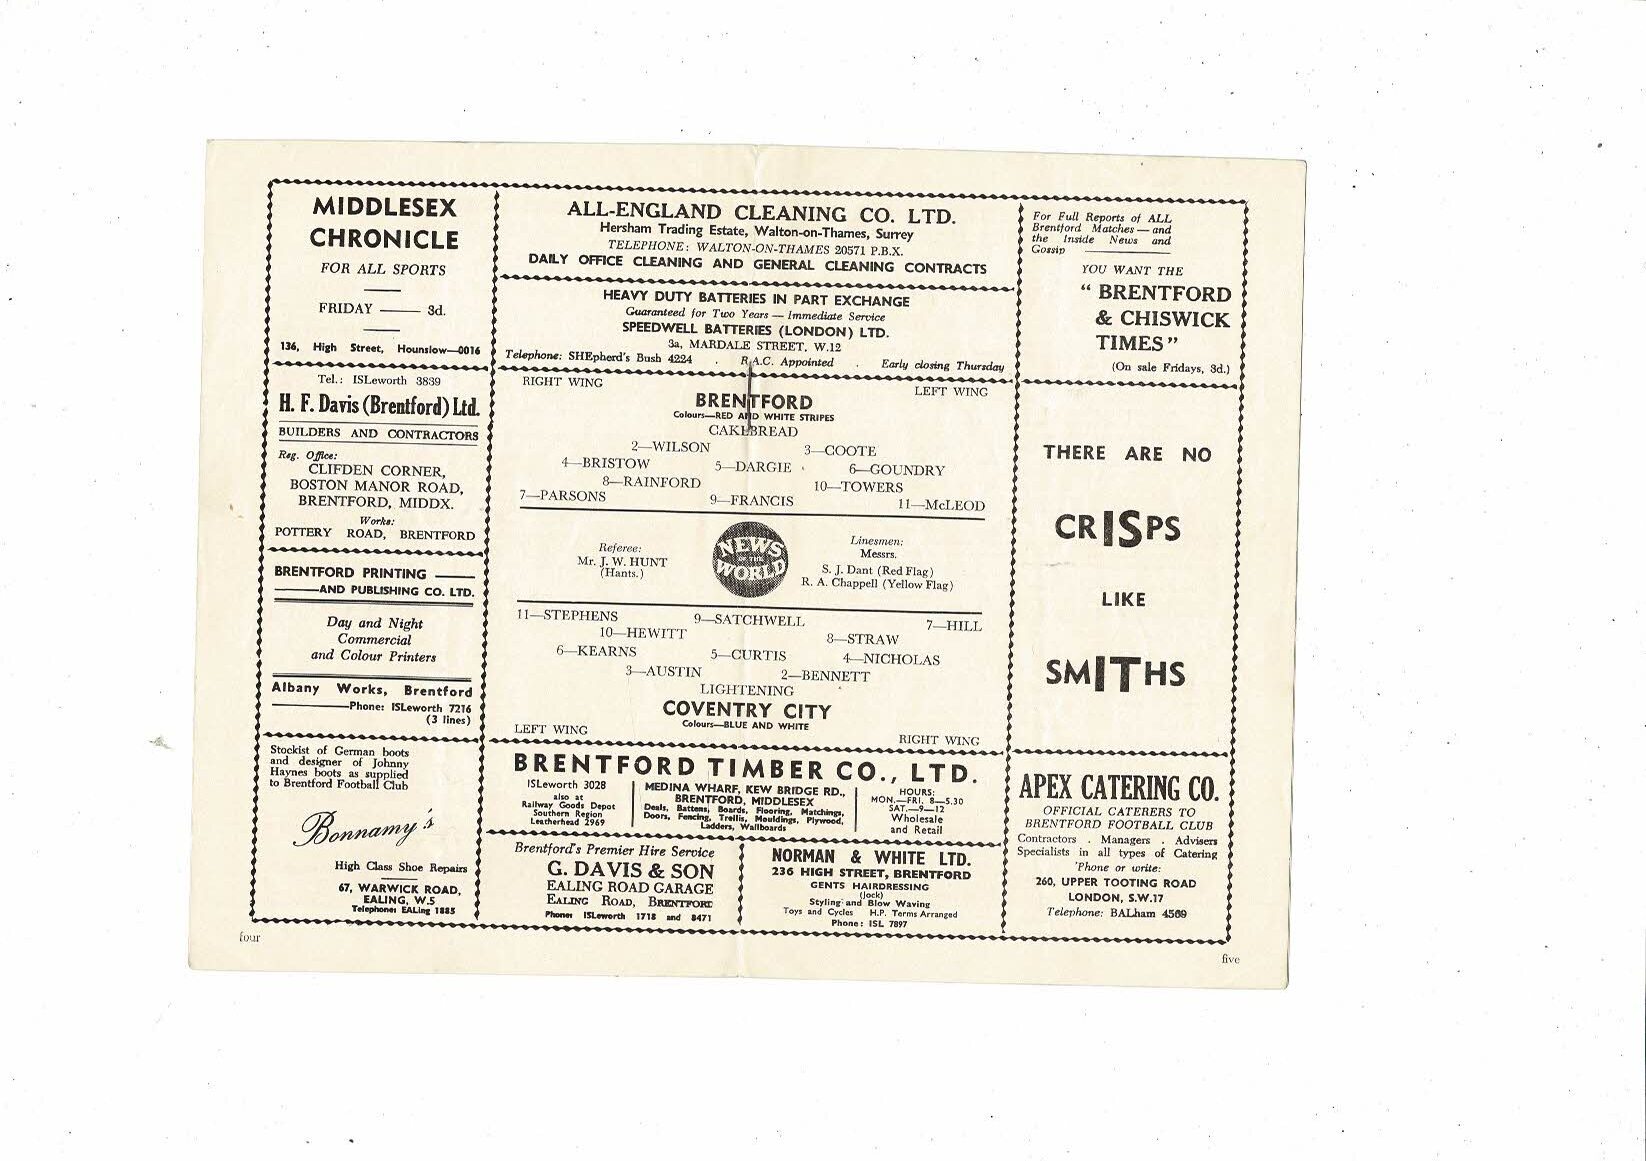 MIDDLESEX
CHRONICLE
FOR ALL SPORTS
FRIDAY —— 3d.
136, High Street, Hounslow—0016
Tel.: ISLeworth 3839
H. F. Davis (Brentford) Ltd.
BUILDERS AND CONTRACTORS
Reg. Office:
CLIFDEN CORNER,
BOSTON MANOR ROAD,
BRENTFORD, MIDDX.
Works:
POTTERY ROAD, BRENTFORD
BRENTFORD PRINTING ——
——AND PUBLISHING CO. LTD.
Day and Night
Commercial
and Colour Printers
Albany Works, Brentford
——Phone: ISLeworth 7216
(3 lines)
Stockist of German boots
and designer of Johnny
Haynes boots as supplied
to Brentford Football Club
Bonnamy's
High Class Shoe Repairs
67, WARWICK ROAD,
EALING, W.5
Telephone: EALing 1885
four
ALL-ENGLAND CLEANING CO. LTD.
Hersham Trading Estate, Walton-on-Thames, Surrey
TELEPHONE: WALTON-ON-THAMES 20571 P.B.X.
DAILY OFFICE CLEANING AND GENERAL CLEANING CONTRACTS
HEAVY DUTY BATTERIES IN PART EXCHANGE
Guaranteed for Two Years — Immediate Service
SPEEDWELL BATTERIES (LONDON) LTD.
3a, MARDALE STREET, W.12
Telephone: SHEpherd's Bush 4224 . R.A.C. Appointed . Early closing Thursday
RIGHT WING LEFT WING
BRENTFORD
Colours—RED AND WHITE STRIPES
CAKEBREAD
2—WILSON 3—COOTE
4—BRISTOW 5—DARGIE 6—GOUNDRY
8—RAINFORD 10—TOWERS
7—PARSONS 9—FRANCIS 11—McLEOD
Referee:
Mr. J. W. HUNT
(Hants.)
NEWS
OF THE
WORLD
Linesmen:
Messrs.
S. J. Dant (Red Flag)
R. A. Chappell (Yellow Flag)
11—STEPHENS 9—SATCHWELL 7—HILL
10—HEWITT 8—STRAW
6—KEARNS 5—CURTIS 4—NICHOLAS
3—AUSTIN 2—BENNETT
LIGHTENING
COVENTRY CITY
Colours—BLUE AND WHITE
LEFT WING RIGHT WING
BRENTFORD TIMBER CO., LTD.
ISLeworth 3028
also at
Railway Goods Depot
Southern Region
Leatherhead 2969
MEDINA WHARF, KEW BRIDGE RD.,
BRENTFORD, MIDDLESEX
Deals, Battens, Boards, Flooring, Matchings,
Doors, Fencing, Trellis, Mouldings, Plywood,
Ladders, Wallboards
HOURS:
MON.—FRI. 8—5.30
SAT.—9—12
Wholesale
and Retail
Brentford's Premier Hire Service
G. DAVIS & SON
EALING ROAD GARAGE
EALING ROAD, BRENTFORD
Phone: ISLeworth 1718 and 8471
NORMAN & WHITE LTD.
236 HIGH STREET, BRENTFORD
GENTS HAIRDRESSING
(Jock)
Styling and Blow Waving
Toys and Cycles H.P. Terms Arranged
Phone: ISL 7897
For Full Reports of ALL
Brentford Matches — and
the Inside News and
Gossip ——
YOU WANT THE
" BRENTFORD
& CHISWICK
TIMES"
(On sale Fridays, 3d.)
THERE ARE NO
CRISPS
LIKE
SMITHS
APEX CATERING CO.
OFFICIAL CATERERS TO
BRENTFORD FOOTBALL CLUB
Contractors . Managers . Advisers
Specialists in all types of Catering
'Phone or write:
260, UPPER TOOTING ROAD
LONDON, S.W.17
Telephone: BALham 4569
five